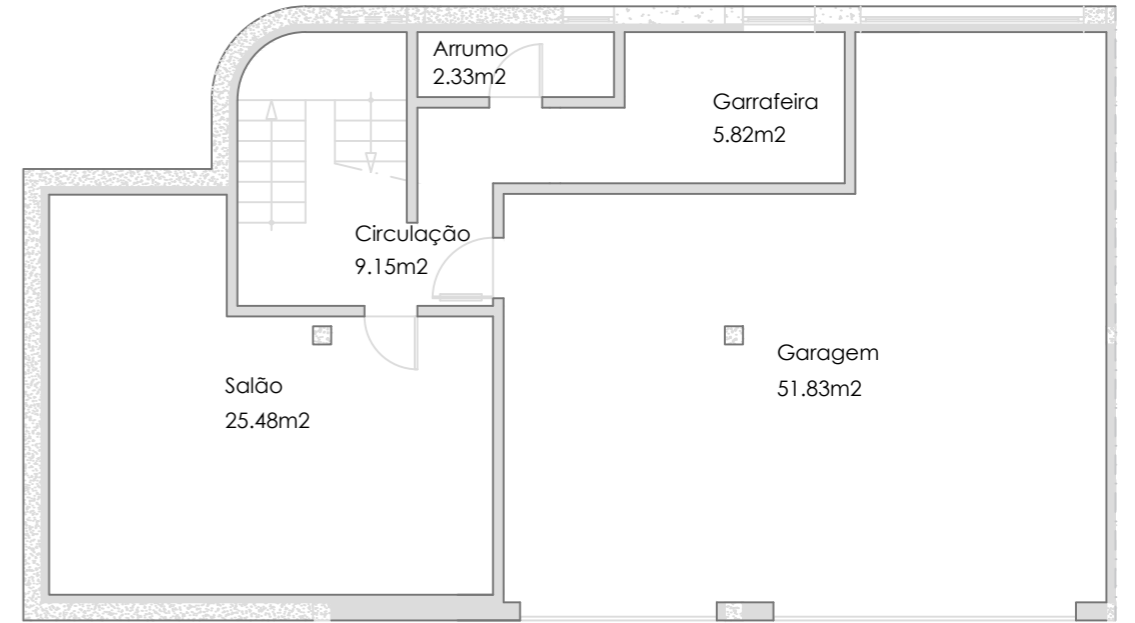 Arrumo
2.33m2
Garrafeira
5.82m2
Circulação
9.15m2
Garagem
51.83m2
Salão
25.48m2